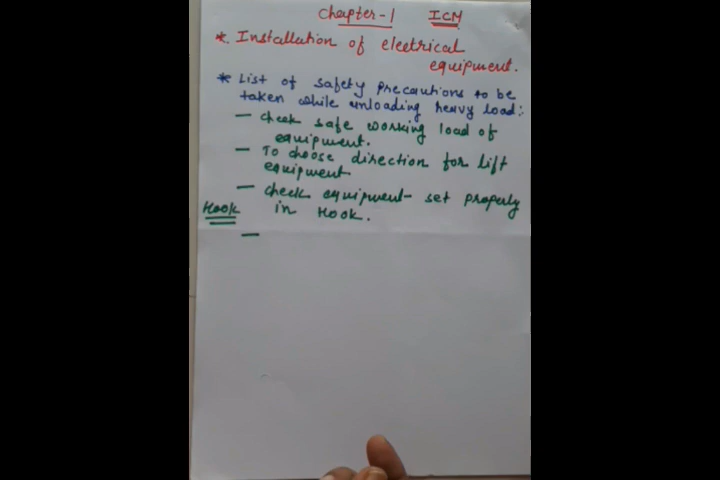 Chapter-1 ICM
*. Installation of electrical
equipment.
* List of safety precautions to be
taken while unloading heavy load:
— Check safe working load of
equipment.
— To choose direction for lift
equipment
— Check equipment set properly
Hook in Hook.
—